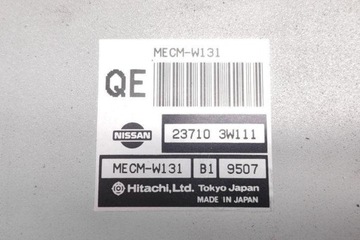 MECM-W131
QE
NISSAN
23710 3W111
MECM-W131 B1 9507
Hitachi, Ltd. Tokyo Japan
MADE IN JAPAN